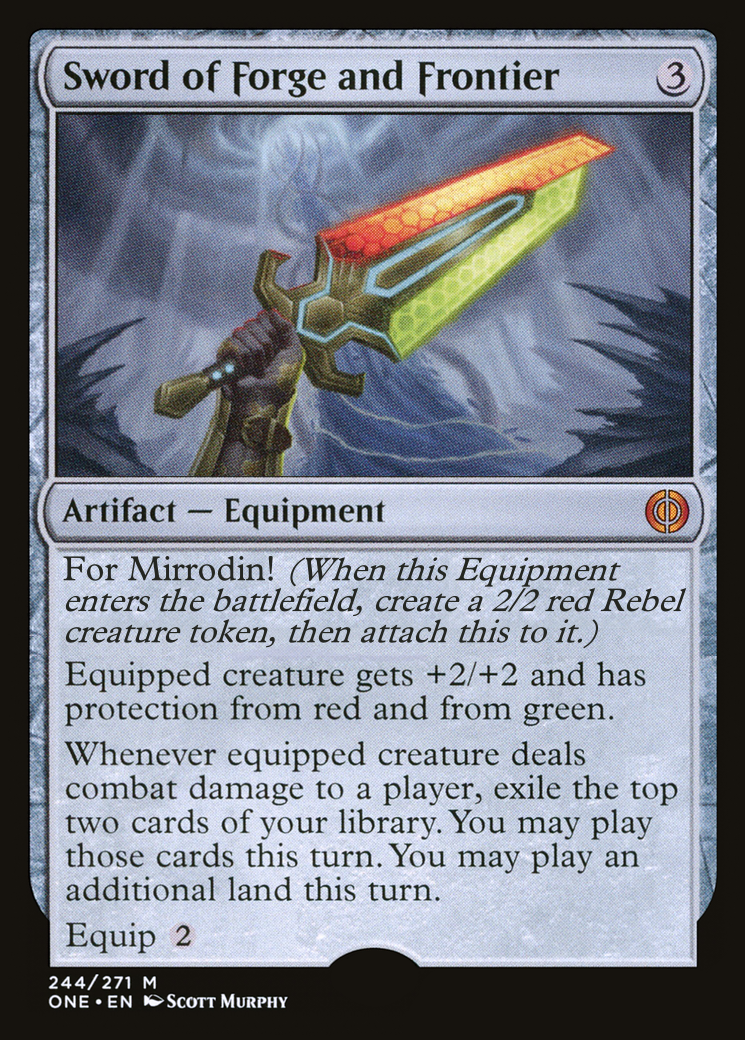 Sword of Forge and Frontier 3
Artifact — Equipment
For Mirrodin! (When this Equipment
enters the battlefield, create a 2/2 red Rebel
creature token, then attach this to it.)
Equipped creature gets +2/+2 and has
protection from red and from green.
Whenever equipped creature deals
combat damage to a player, exile the top
two cards of your library. You may play
those cards this turn. You may play an
additional land this turn.
Equip 2
244/271 M
ONE • EN Scott Murphy